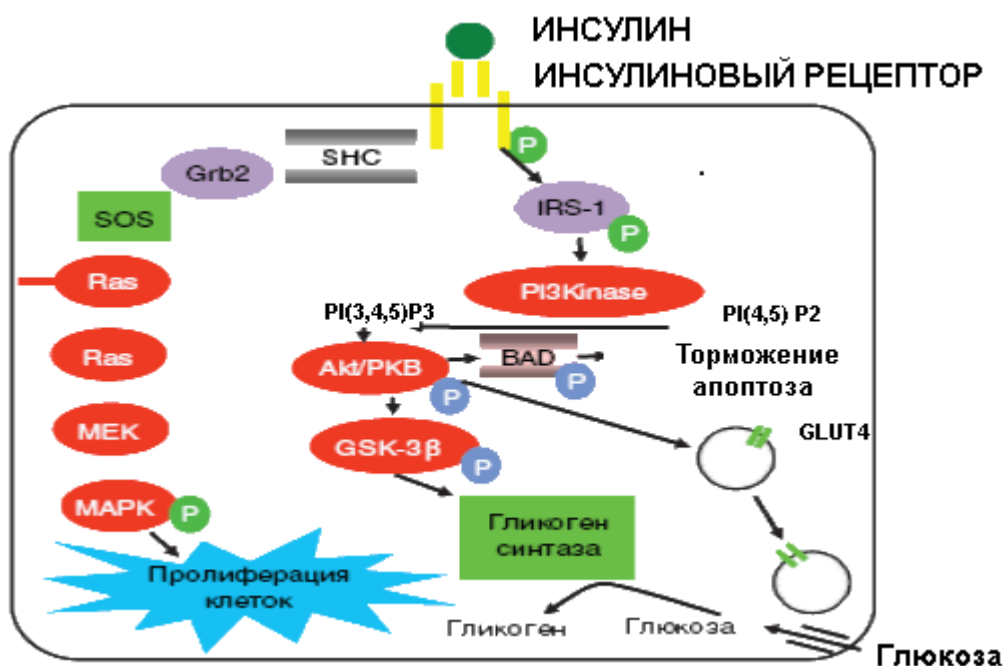 ИНСУЛИН
ИНСУЛИНОВЫЙ РЕЦЕПТОР
P
SHC
Grb2
IRS-1
SOS
P
Ras
PI3Kinase
PI(3,4,5)P3
PI(4,5) P2
Ras
Akt/PKB
BAD
Торможение
апоптоза
P
P
MEK
GSK-3β
GLUT4
P
MAPK
P
Гликоген
синтаза
Пролиферация
клеток
Гликоген
Глюкоза
Глюкоза